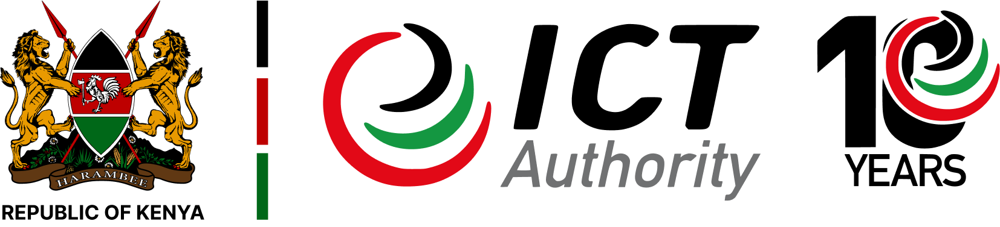 HARAMBEE
REPUBLIC OF KENYA
ICT
Authority
10
YEARS